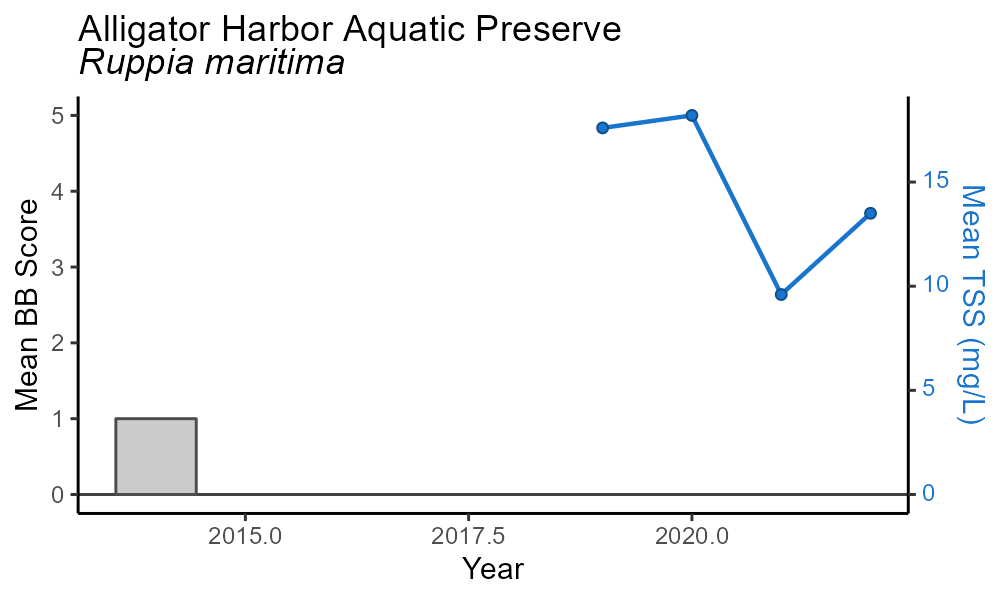 Alligator Harbor Aquatic Preserve
Ruppia maritima
5
4
3
2
1
0
Mean BB Score
15
10
5
0
Mean TSS (mg/L)
2015.0 2017.5 2020.0
Year